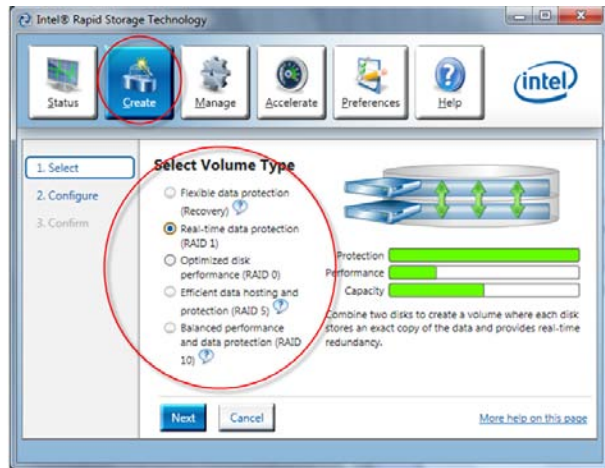 Intel® Rapid Storage Technology
Status
Create
Manage
Accelerate
Preferences
Help
intel
1. Select
2. Configure
3. Confirm
Select Volume Type
Flexible data protection
(Recovery) ?
Real-time data protection
(RAID 1)
Optimized disk
performance (RAID 0)
Efficient data hosting and
protection (RAID 5) ?
Balanced performance
and data protection (RAID
10) ?
Protection
Performance
Capacity
Combine two disks to create a volume where each disk
stores an exact copy of the data and provides real-time
redundancy.
Next
Cancel
More help on this page